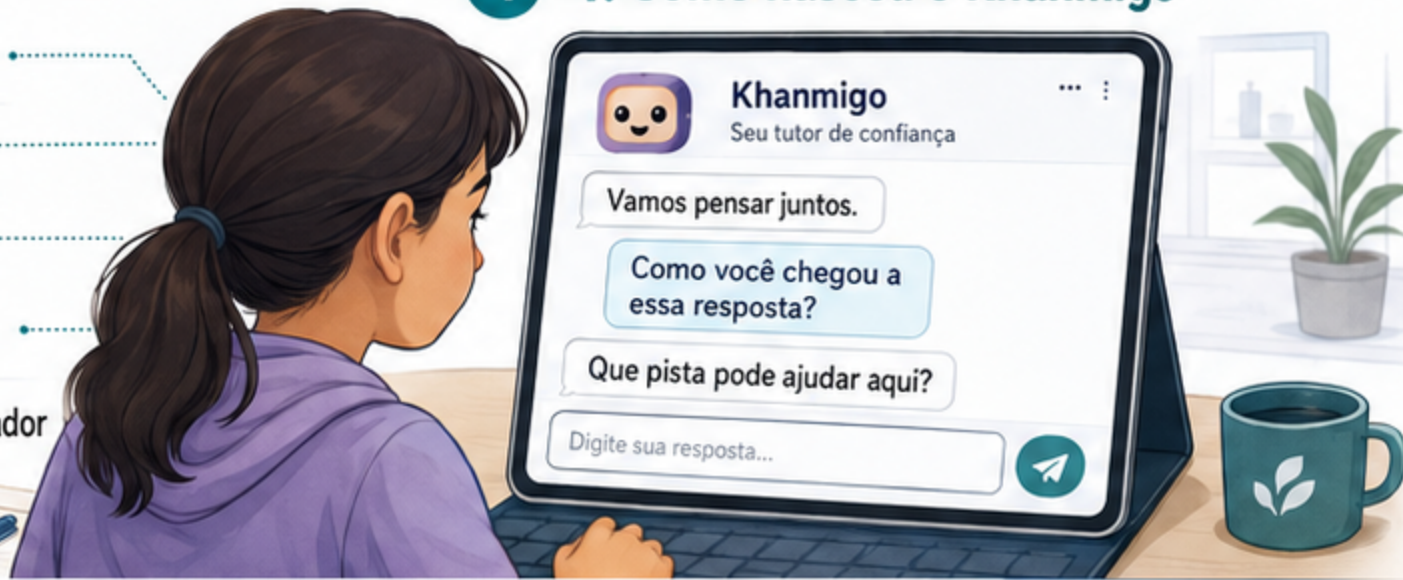 Khanmigo
Seu tutor de confiança
Vamos pensar juntos.
Como você chegou a
essa resposta?
Que pista pode ajudar aqui?
Digite sua resposta...